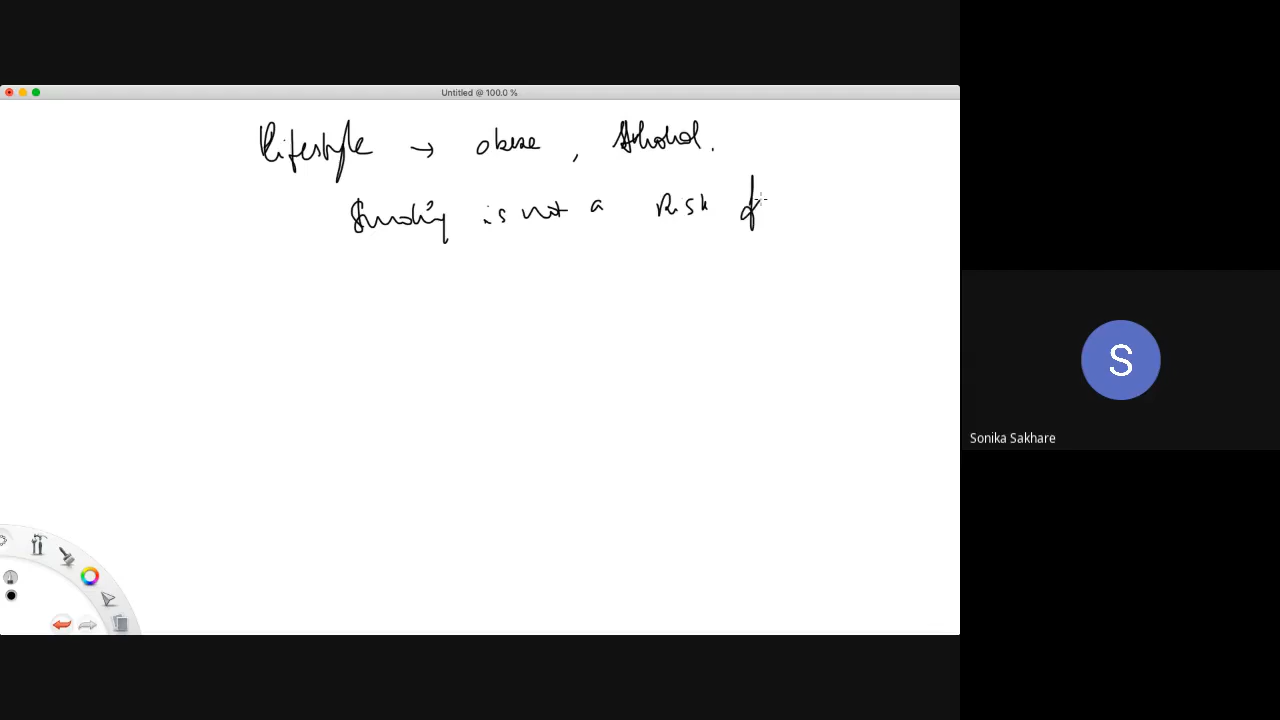 Untitled @ 100.0 %
Lifestyle → obese, Alcohol.
Smoking is not a Risk f
S
Sonika Sakhare